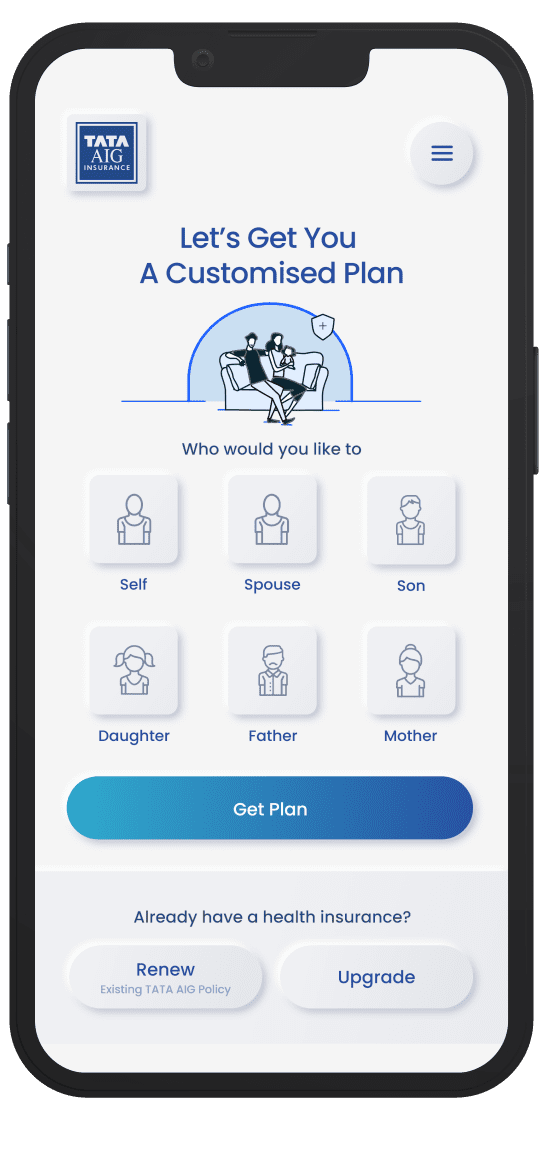 TATA
AIG
INSURANCE
Let's Get You
A Customised Plan
Who would you like to
Self
Spouse
Son
Daughter
Father
Mother
Get Plan
Already have a health insurance?
Renew
Existing TATA AIG Policy
Upgrade